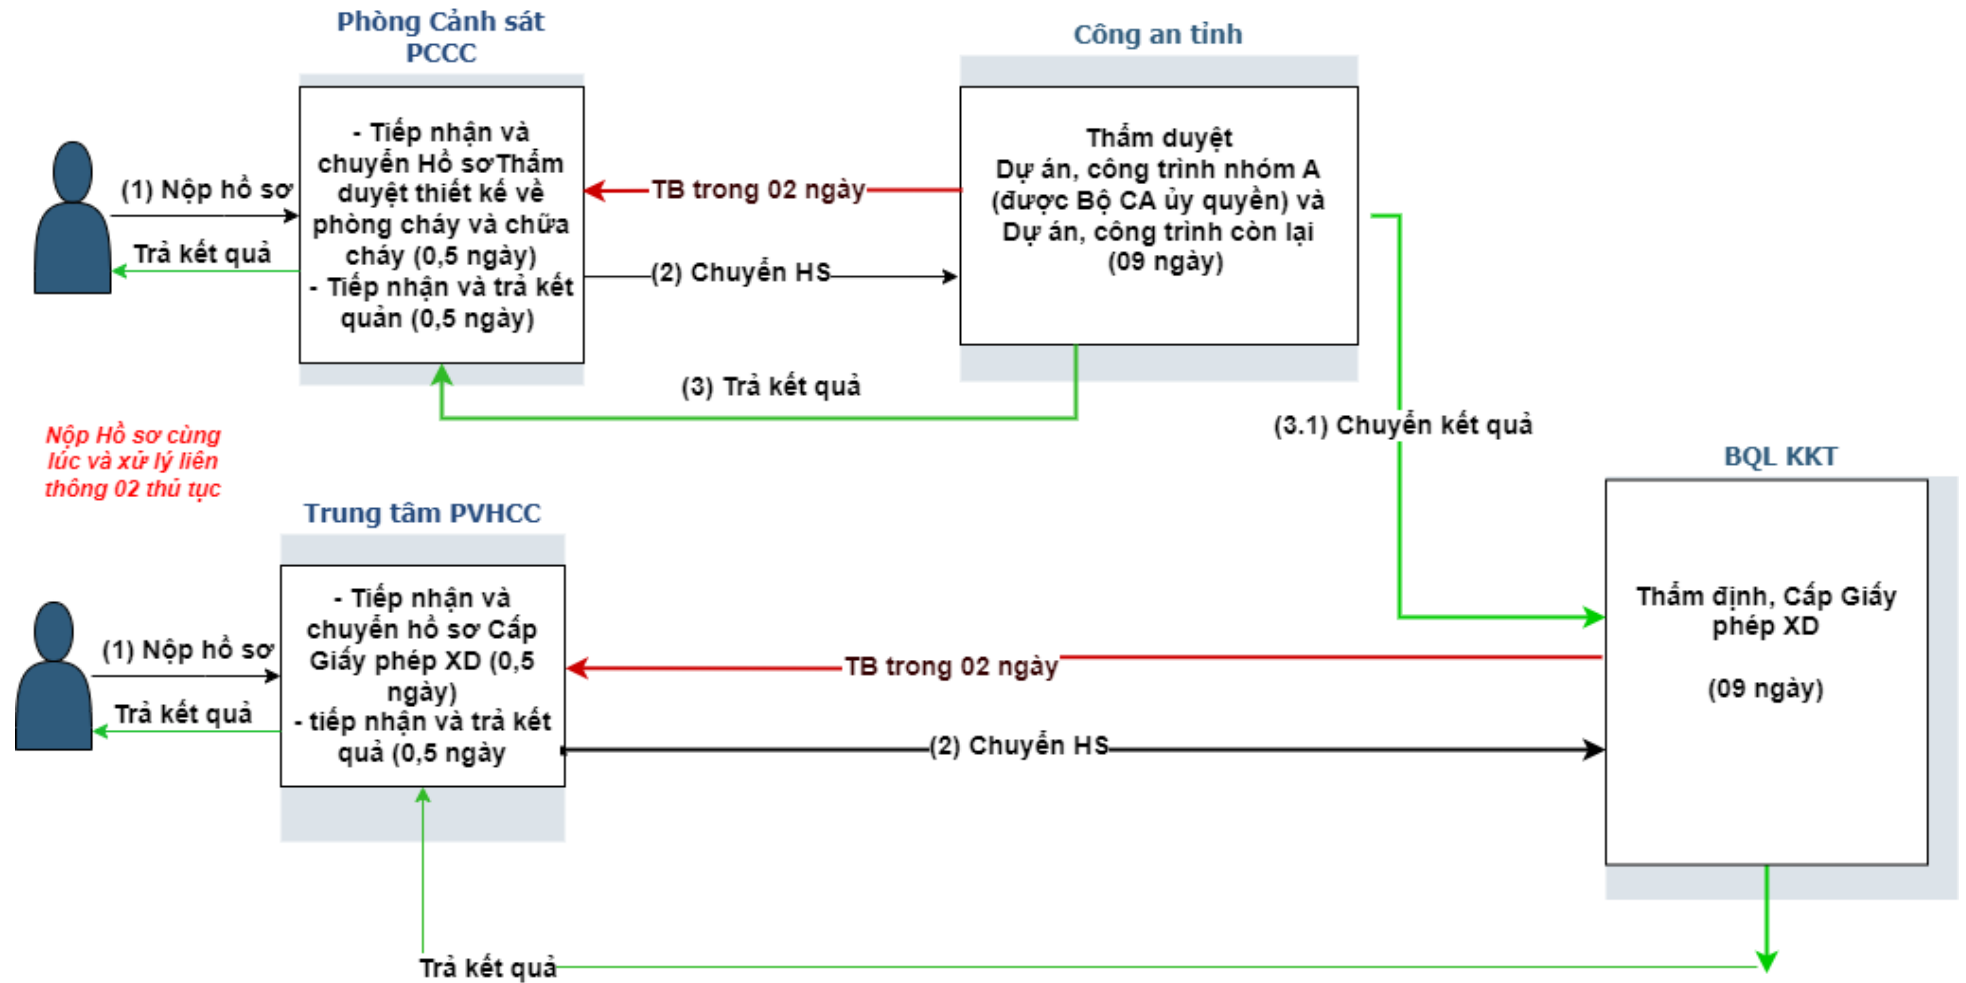 Phòng Cảnh sát
PCCC
Công an tỉnh
- Tiếp nhận và
chuyển Hồ sơThẩm
duyệt thiết kế về
phòng cháy và chữa
cháy (0,5 ngày)
- Tiếp nhận và trả kết
quản (0,5 ngày)
(1) Nộp hồ sơ
Trả kết quả
TB trong 02 ngày
(2) Chuyển HS
Thẩm duyệt
Dự án, công trình nhóm A
(được Bộ CA ủy quyền) và
Dự án, công trình còn lại
(09 ngày)
(3) Trả kết quả
(3.1) Chuyển kết quả
Nộp Hồ sơ cùng
lúc và xử lý liên
thông 02 thủ tục
BQL KKT
Trung tâm PVHCC
- Tiếp nhận và
chuyển hồ sơ Cấp
Giấy phép XD (0,5
ngày)
- tiếp nhận và trả kết
quả (0,5 ngày
(1) Nộp hồ sơ
Trả kết quả
TB trong 02 ngày
(2) Chuyển HS
Thẩm định, Cấp Giấy
phép XD
(09 ngày)
Trả kết quả